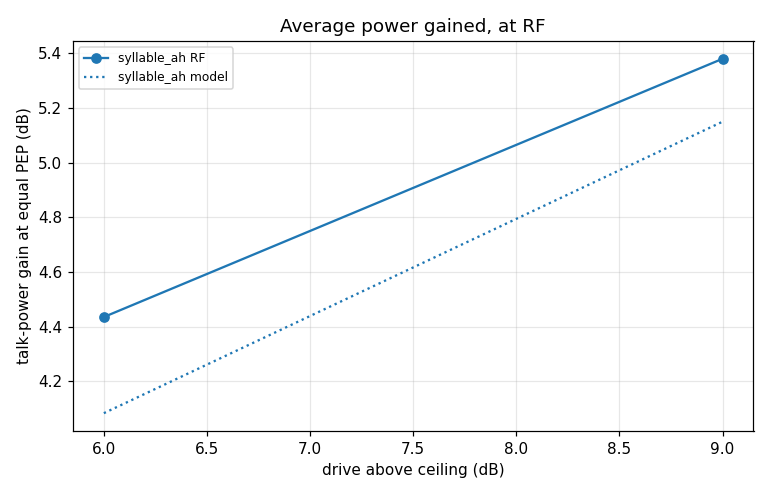 Average power gained, at RF
syllable_ah RF
syllable_ah model
talk-power gain at equal PEP (dB)
5.4
5.2
5.0
4.8
4.6
4.4
4.2
6.0 6.5 7.0 7.5 8.0 8.5 9.0
drive above ceiling (dB)